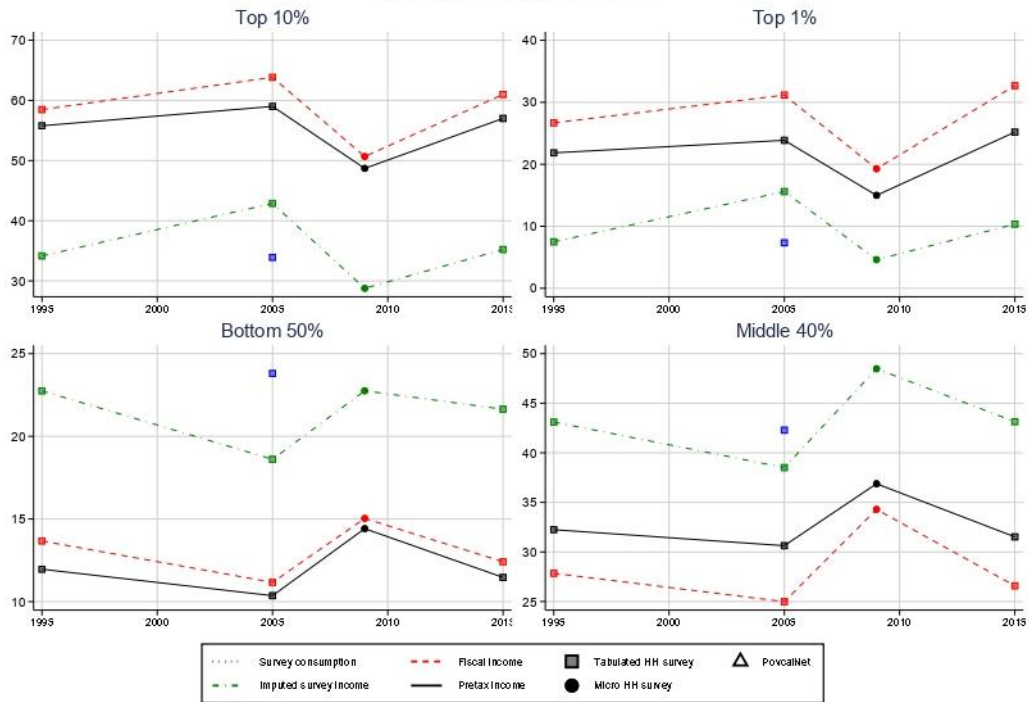 Top 10%
Top 1%
70
60
50
40
30
1995 2000 2005 2010 2015
40
30
20
10
0
1995 2000 2005 2010 2015
Bottom 50%
Middle 40%
25
20
15
10
1995 2000 2005 2010 2015
50
45
40
35
30
25
1995 2000 2005 2010 2015
Survey consumption Fiscal income Tabulated HH survey PovcalNet
Imputed survey income Pretax income Micro HH survey